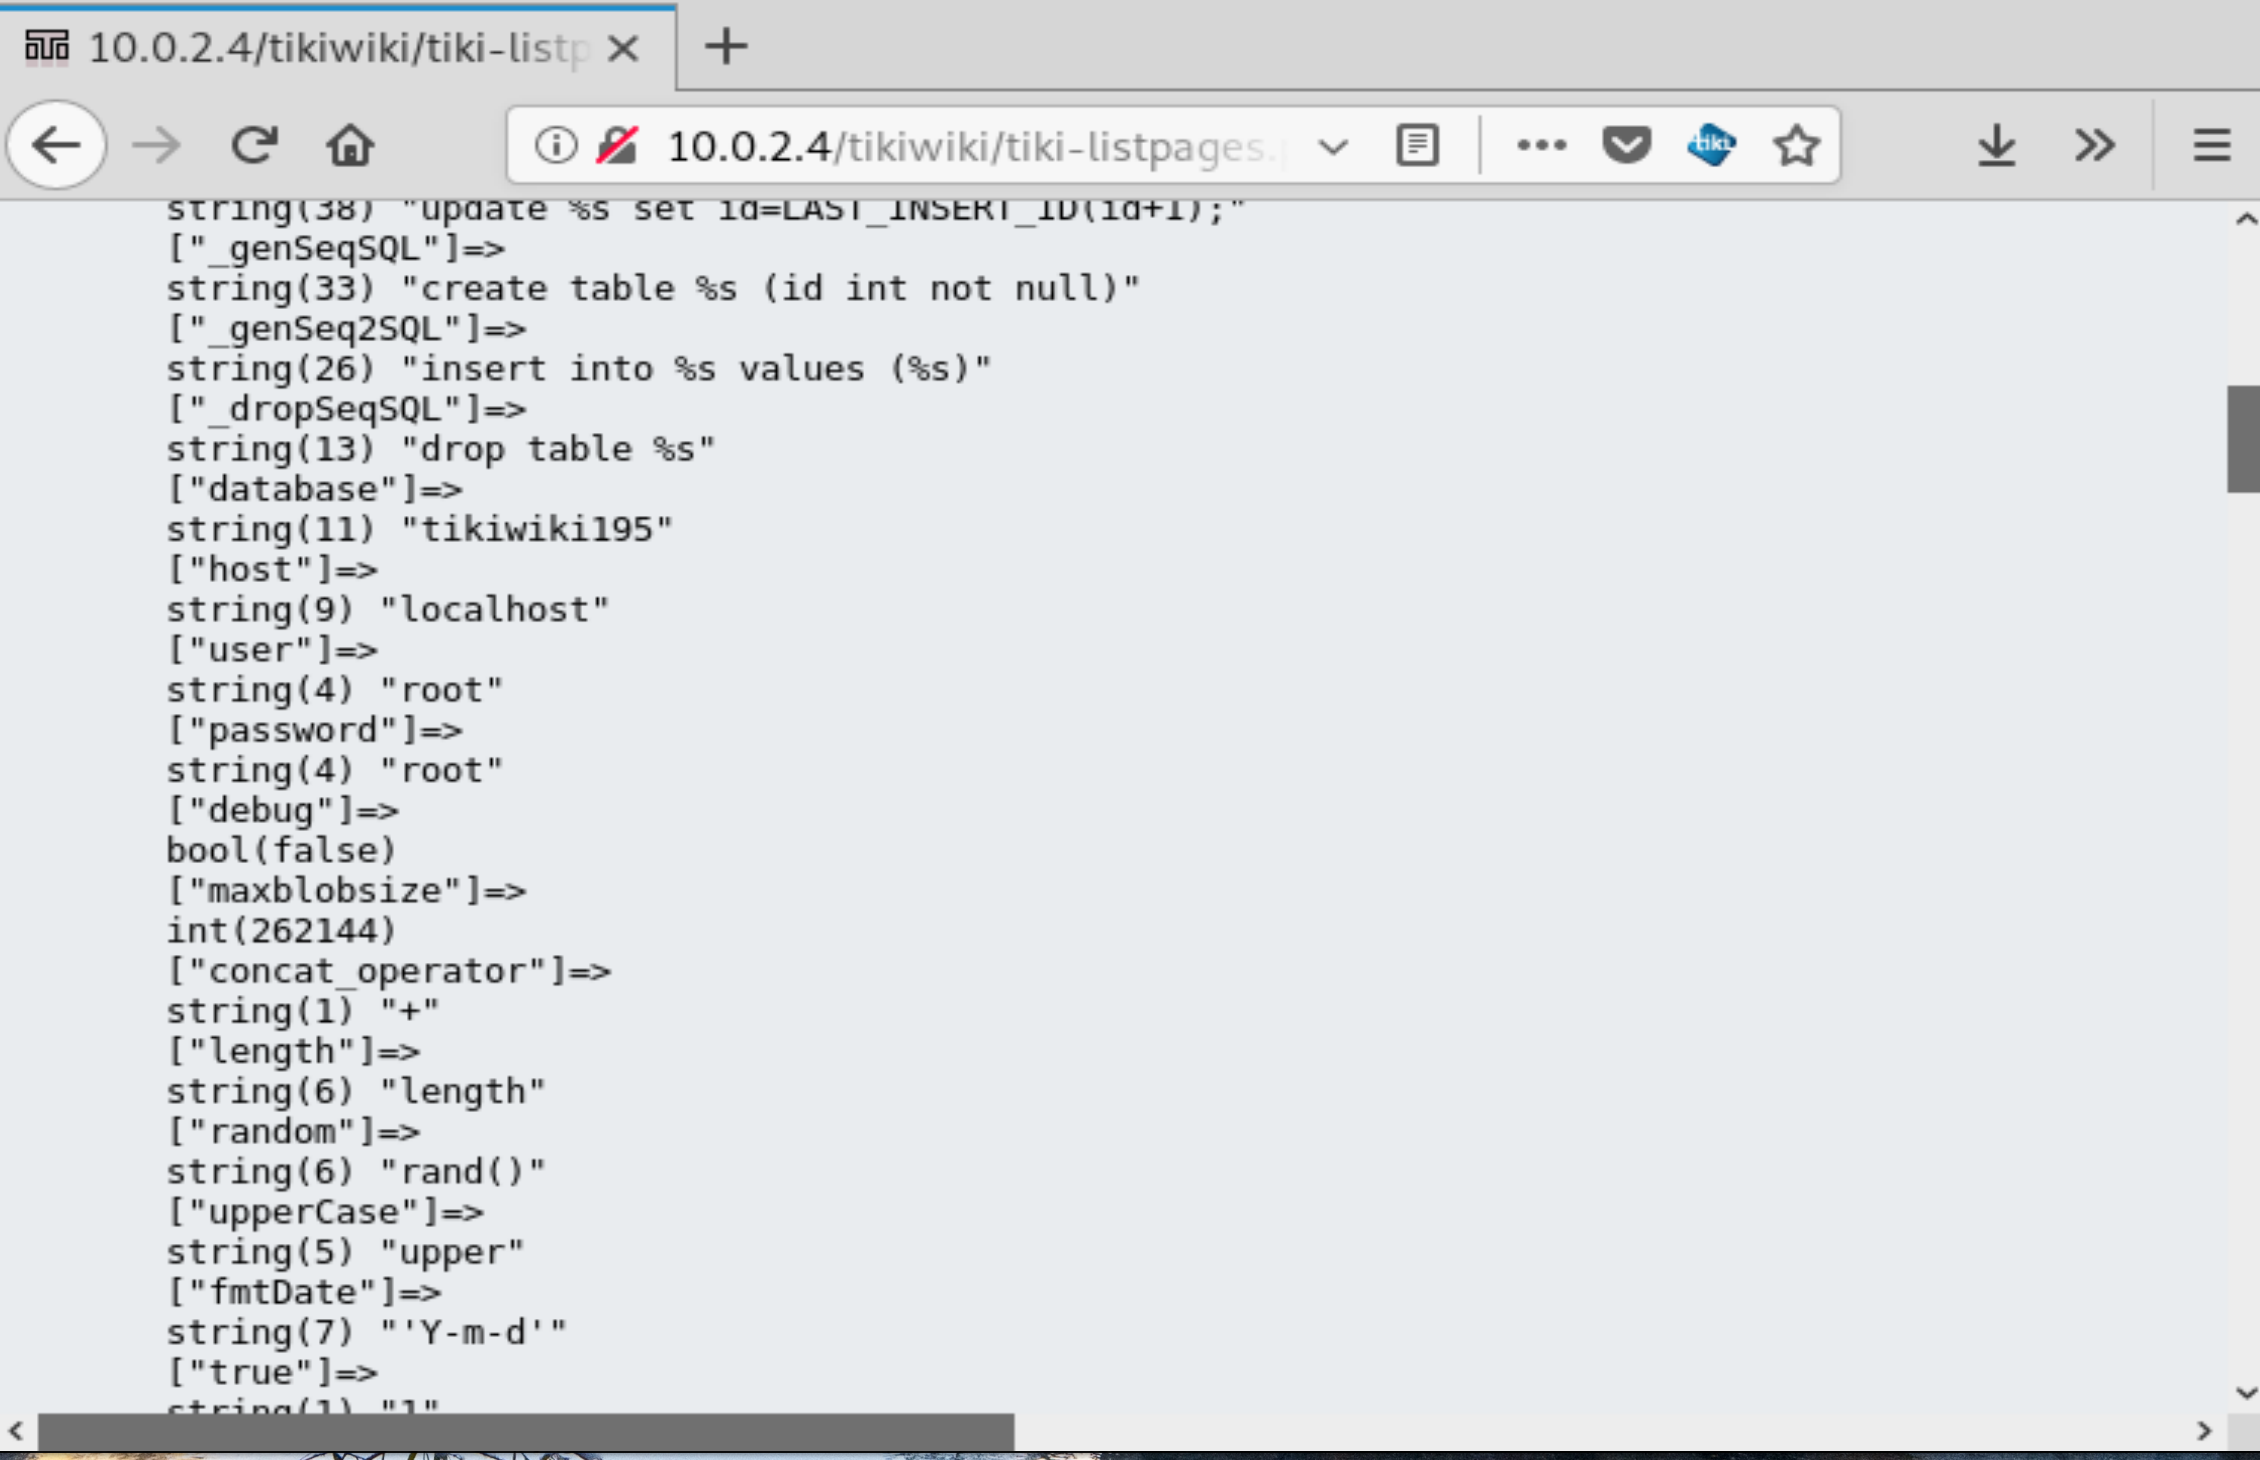 10.0.2.4/tikiwiki/tiki-listp
10.0.2.4/tikiwiki/tiki-listpages.
tiki
string(38) "update %s set id=LAST_INSERT_ID(id+1);"
["_genSeqSQL"]=>
string(33) "create table %s (id int not null)"
["_genSeq2SQL"]=>
string(26) "insert into %s values (%s)"
["_dropSeqSQL"]=>
string(13) "drop table %s"
["database"]=>
string(11) "tikiwiki195"
["host"]=>
string(9) "localhost"
["user"]=>
string(4) "root"
["password"]=>
string(4) "root"
["debug"]=>
bool(false)
["maxblobsize"]=>
int(262144)
["concat_operator"]=>
string(1) "+"
["length"]=>
string(6) "length"
["random"]=>
string(6) "rand()"
["upperCase"]=>
string(5) "upper"
["fmtDate"]=>
string(7) "'Y-m-d'"
["true"]=>
string(1) "1"